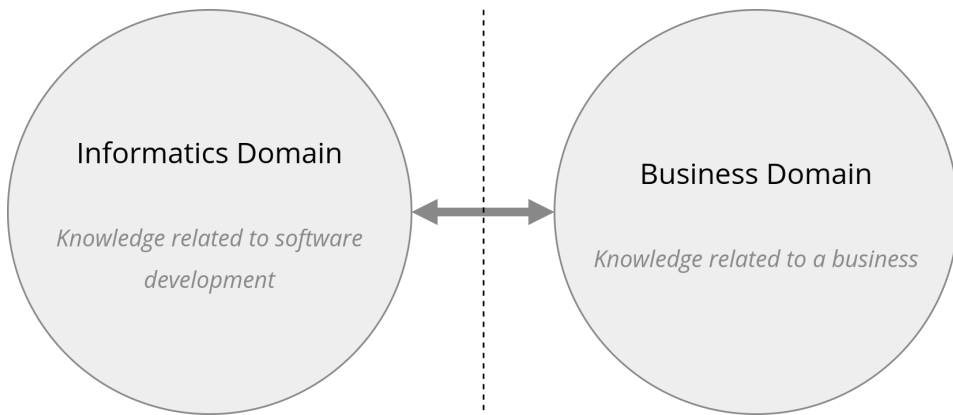 Informatics Domain
Knowledge related to software
development
Business Domain
Knowledge related to a business